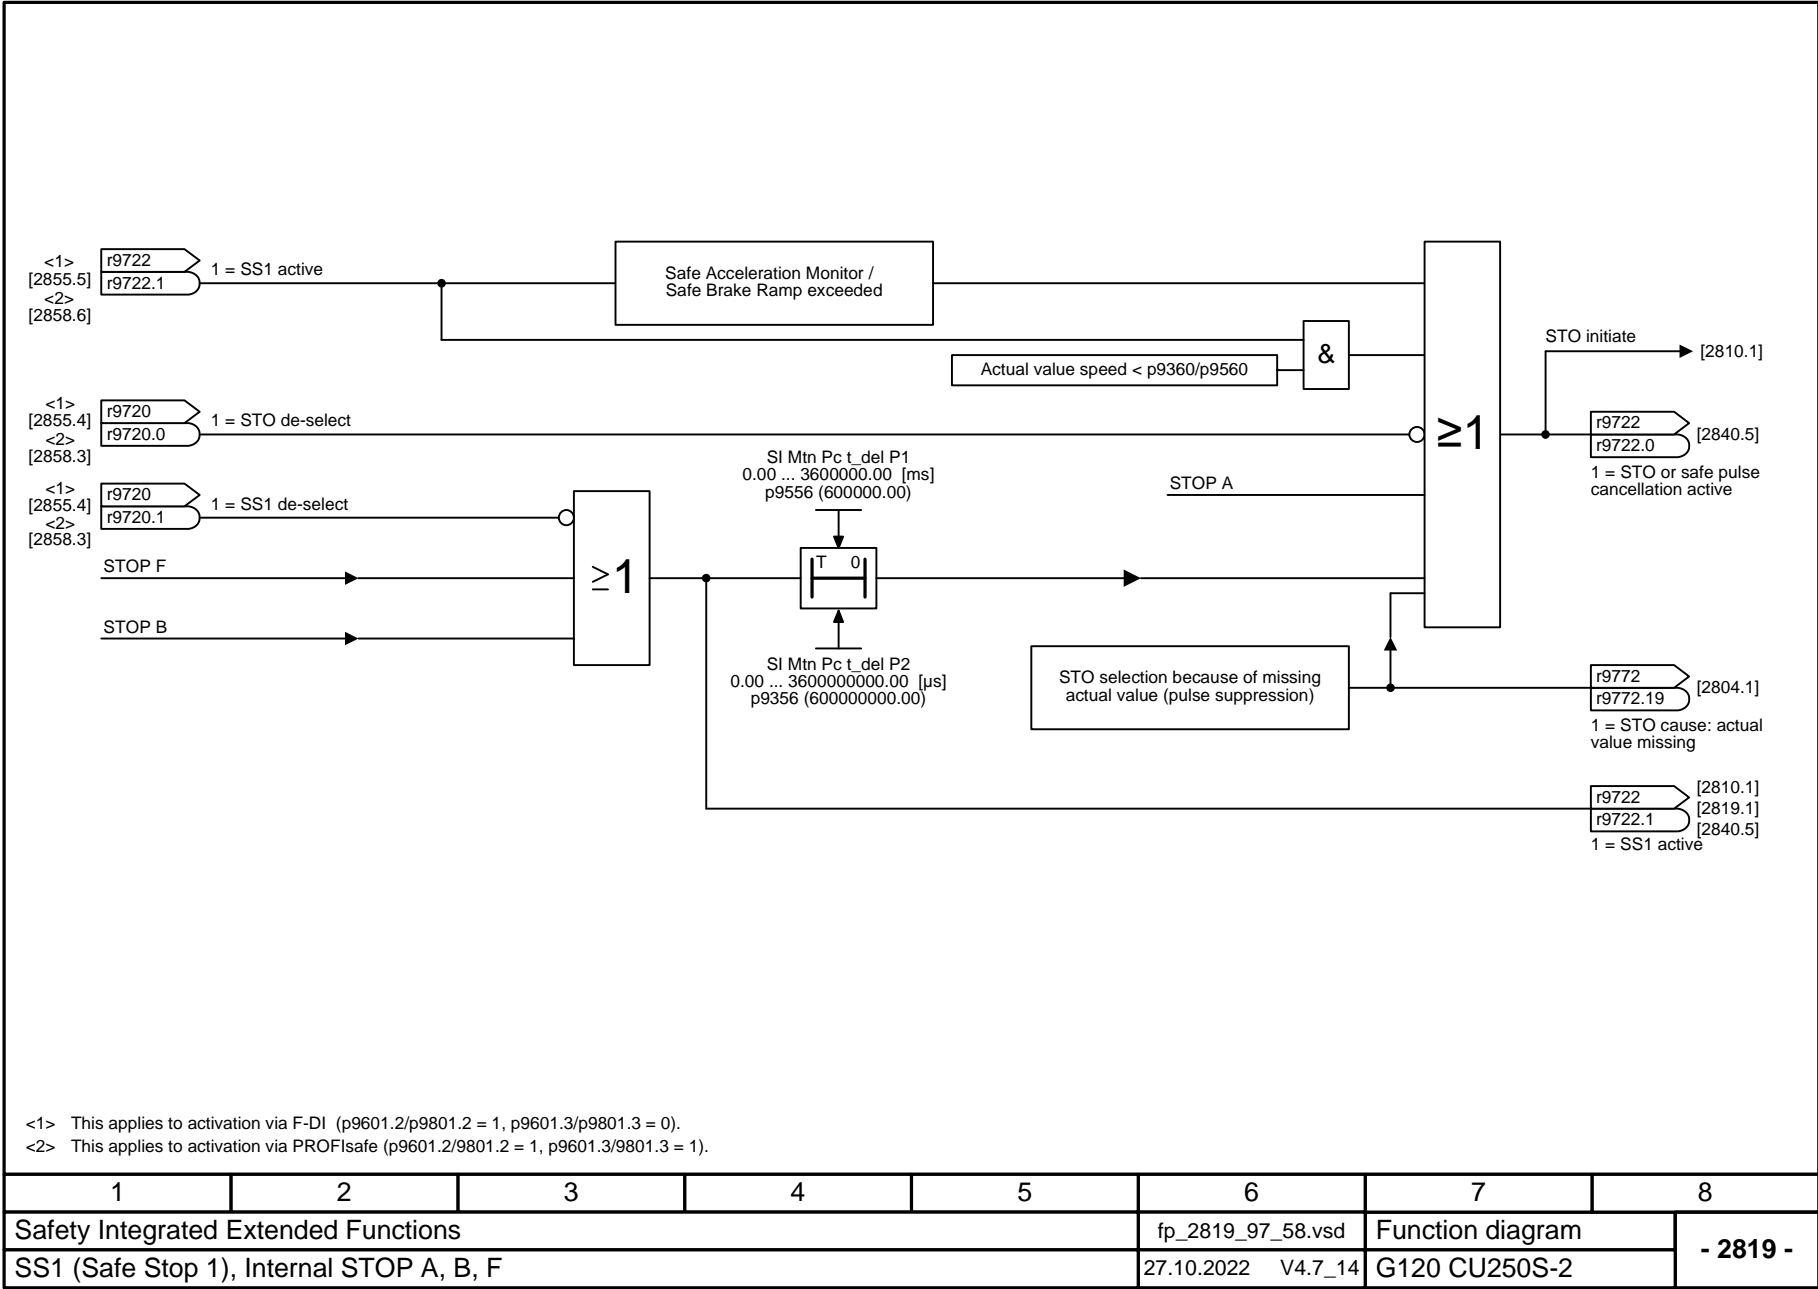 <1>
[2855.5]
<2>
[2858.6]
r9722
r9722.1
1 = SS1 active
Safe Acceleration Monitor /
Safe Brake Ramp exceeded
&
Actual value speed < p9360/p9560
STO initiate
[2810.1]
<1>
[2855.4]
<2>
[2858.3]
r9720
r9720.0
1 = STO de-select
≥1
r9722
r9722.0
[2840.5]
1 = STO or safe pulse
cancellation active
SI Mtn Pc t_del P1
0.00 ... 3600000.00 [ms]
p9556 (600000.00)
STOP A
<1>
[2855.4]
<2>
[2858.3]
r9720
r9720.1
1 = SS1 de-select
STOP F
≥1
T 0
STOP B
SI Mtn Pc t_del P2
0.00 ... 3600000000.00 [µs]
p9356 (600000000.00)
STO selection because of missing
actual value (pulse suppression)
r9772
r9772.19
[2804.1]
1 = STO cause: actual
value missing
r9722
r9722.1
[2810.1]
[2819.1]
[2840.5]
1 = SS1 active
<1> This applies to activation via F-DI (p9601.2/p9801.2 = 1, p9601.3/p9801.3 = 0).
<2> This applies to activation via PROFIsafe (p9601.2/9801.2 = 1, p9601.3/9801.3 = 1).
1 2 3 4 5 6 7 8
Safety Integrated Extended Functions
fp_2819_97_58.vsd
Function diagram
- 2819 -
SS1 (Safe Stop 1), Internal STOP A, B, F
27.10.2022 V4.7_14
G120 CU250S-2